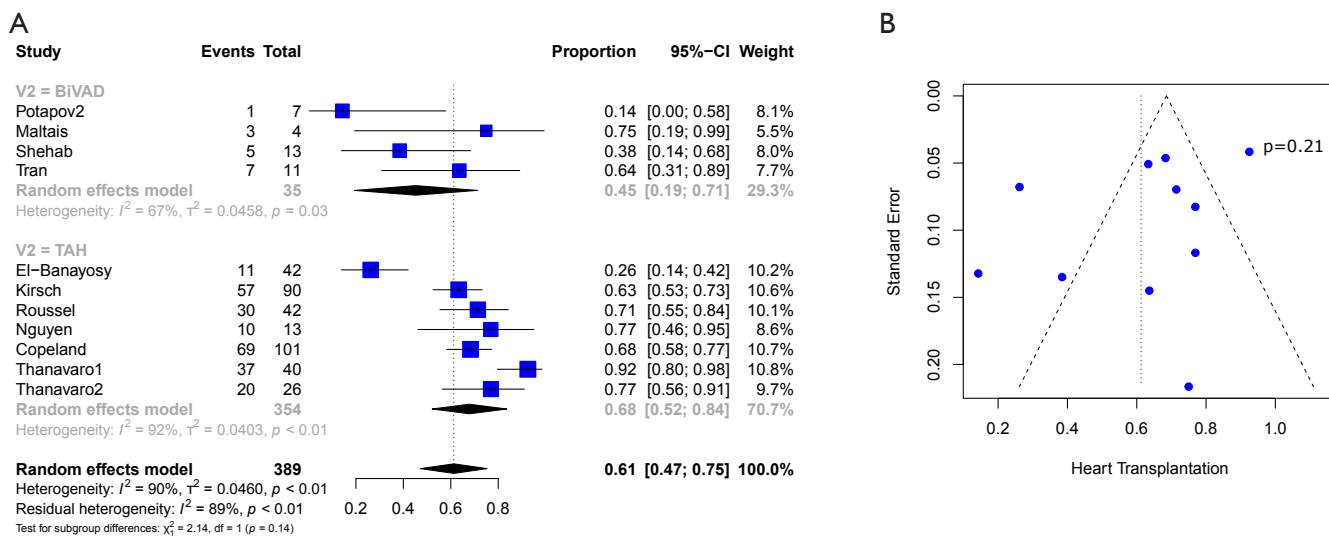 A
Study Events Total Proportion 95%−CI Weight
V2 = BiVAD
Potapov2 1 7 0.14 [0.00; 0.58] 8.1%
Maltais 3 4 0.75 [0.19; 0.99] 5.5%
Shehab 5 13 0.38 [0.14; 0.68] 8.0%
Tran 7 11 0.64 [0.31; 0.89] 7.7%
Random effects model 35 0.45 [0.19; 0.71] 29.3%
Heterogeneity: I² = 67%, τ² = 0.0458, p = 0.03
V2 = TAH
El−Banayosy 11 42 0.26 [0.14; 0.42] 10.2%
Kirsch 57 90 0.63 [0.53; 0.73] 10.6%
Roussel 30 42 0.71 [0.55; 0.84] 10.1%
Nguyen 10 13 0.77 [0.46; 0.95] 8.6%
Copeland 69 101 0.68 [0.58; 0.77] 10.7%
Thanavaro1 37 40 0.92 [0.80; 0.98] 10.8%
Thanavaro2 20 26 0.77 [0.56; 0.91] 9.7%
Random effects model 354 0.68 [0.52; 0.84] 70.7%
Heterogeneity: I² = 92%, τ² = 0.0403, p < 0.01
Random effects model 389 0.61 [0.47; 0.75] 100.0%
Heterogeneity: I² = 90%, τ² = 0.0460, p < 0.01
Residual heterogeneity: I² = 89%, p < 0.01
Test for subgroup differences: χ²₁ = 2.14, df = 1 (p = 0.14)
0.2 0.4 0.6 0.8
B
Standard Error
0.00
0.05
0.10
0.15
0.20
p=0.21
0.2 0.4 0.6 0.8 1.0
Heart Transplantation